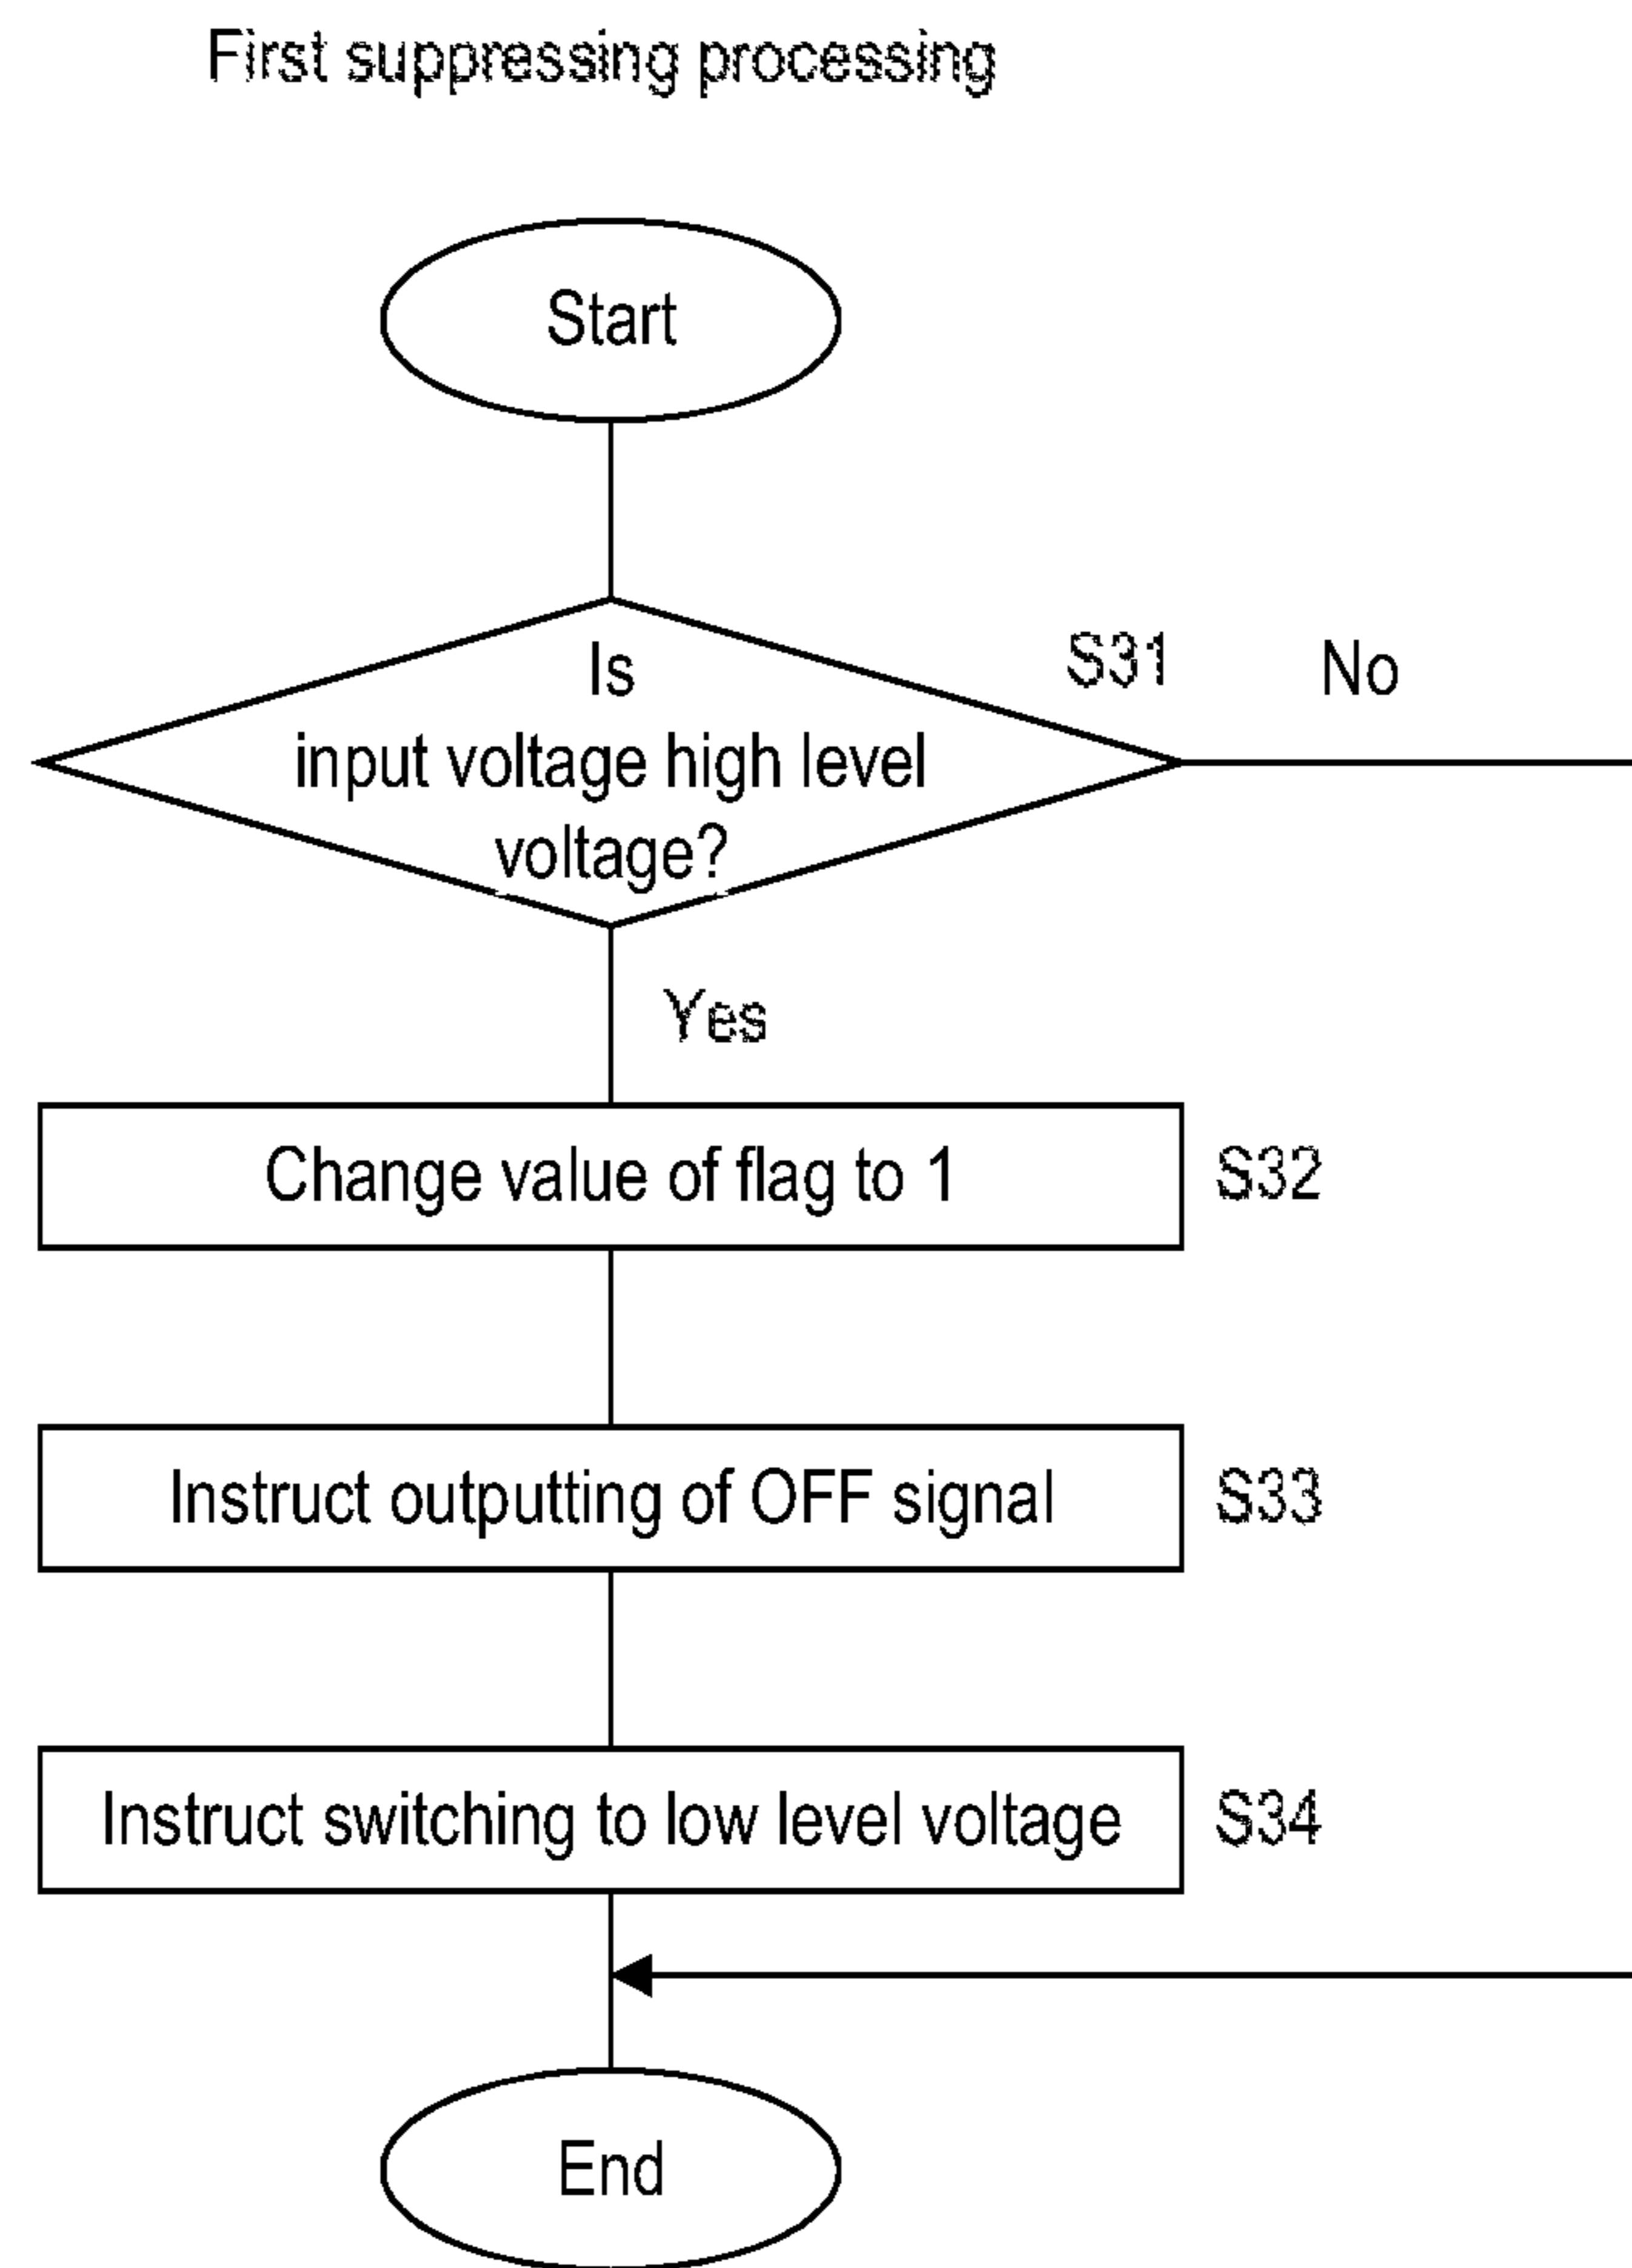 First suppressing processing
Start
S31
No
Is
input voltage high level
voltage?
Yes
Change value of flag to 1
S32
Instruct outputting of OFF signal
S33
Instruct switching to low level voltage
S34
End